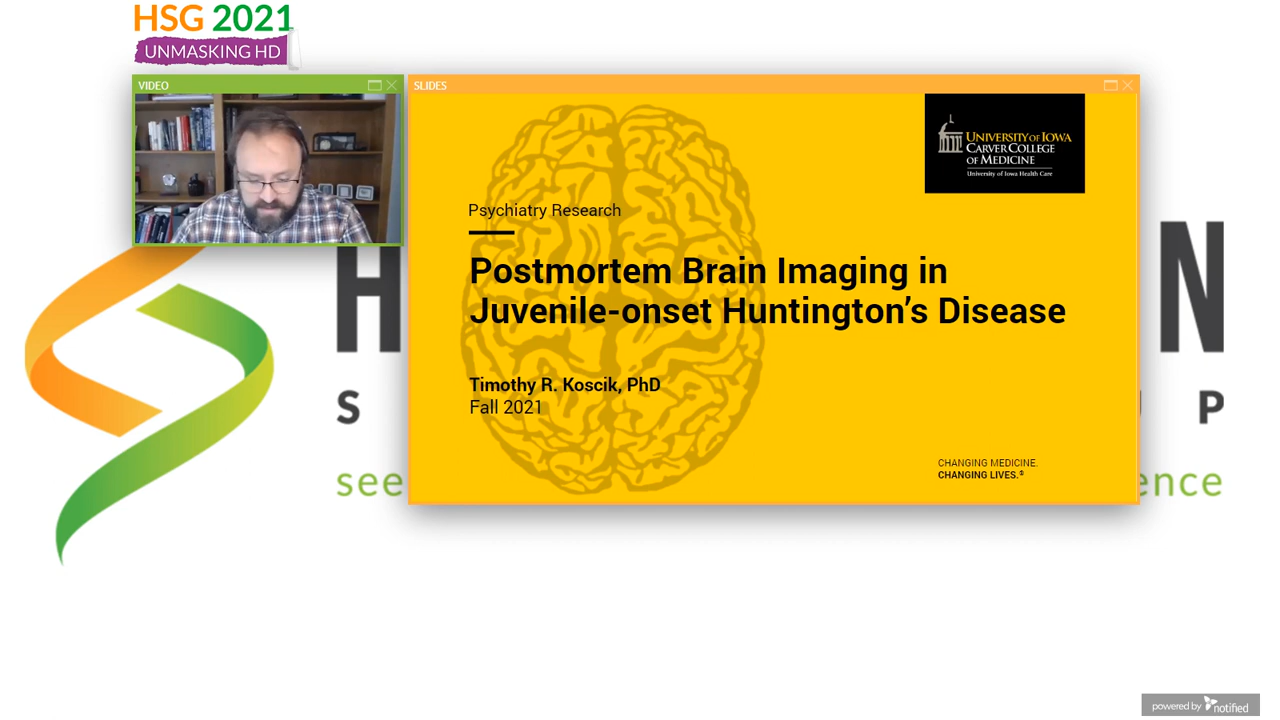 HSG 2021
UNMASKING HD
VIDEO
SLIDES
UNIVERSITY OF IOWA
CARVER COLLEGE
OF MEDICINE
University of Iowa Health Care
Psychiatry Research
Postmortem Brain Imaging in
Juvenile-onset Huntington's Disease
Timothy R. Koscik, PhD
Fall 2021
CHANGING MEDICINE.
CHANGING LIVES.®
H
N
S
P
see
ence
powered by notified